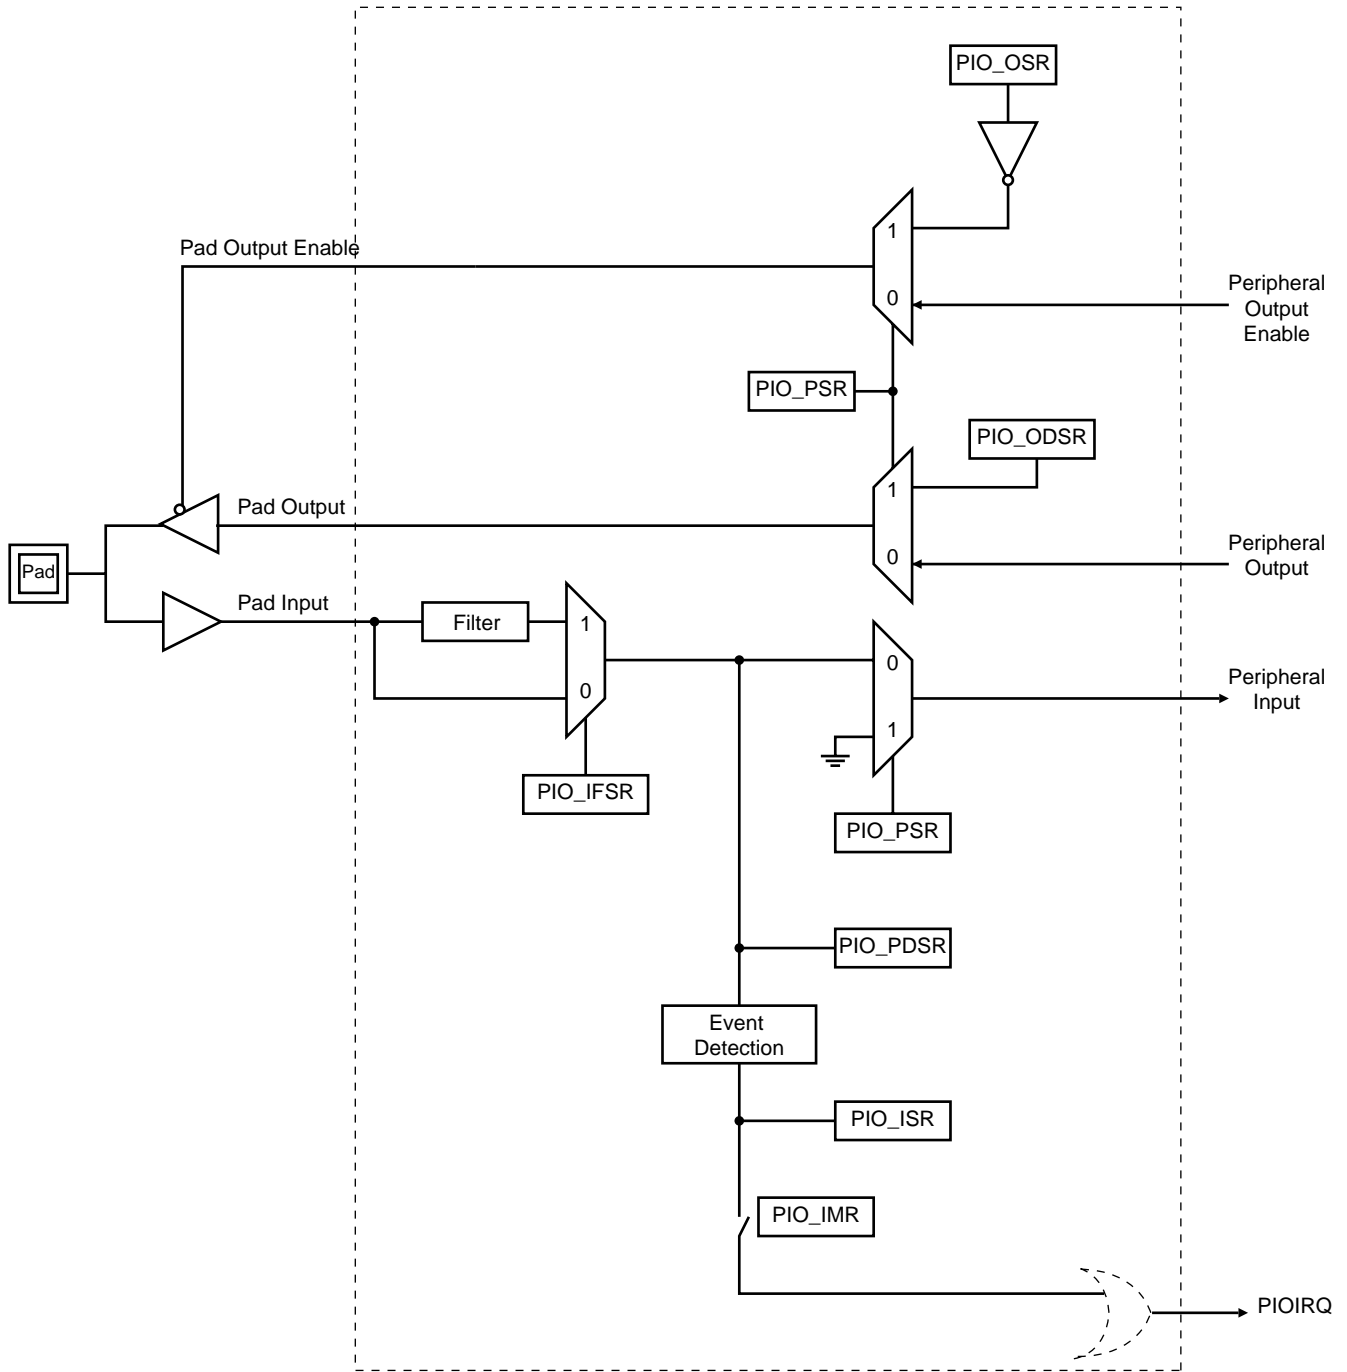 PIO_OSR
1
Pad Output Enable
0
Peripheral
Output
Enable
PIO_PSR
PIO_ODSR
1
Pad Output
0
Peripheral
Output
Pad
Pad Input
Filter
1
0
0
1
Peripheral
Input
PIO_IFSR
PIO_PSR
PIO_PDSR
Event
Detection
PIO_ISR
PIO_IMR
PIOIRQ